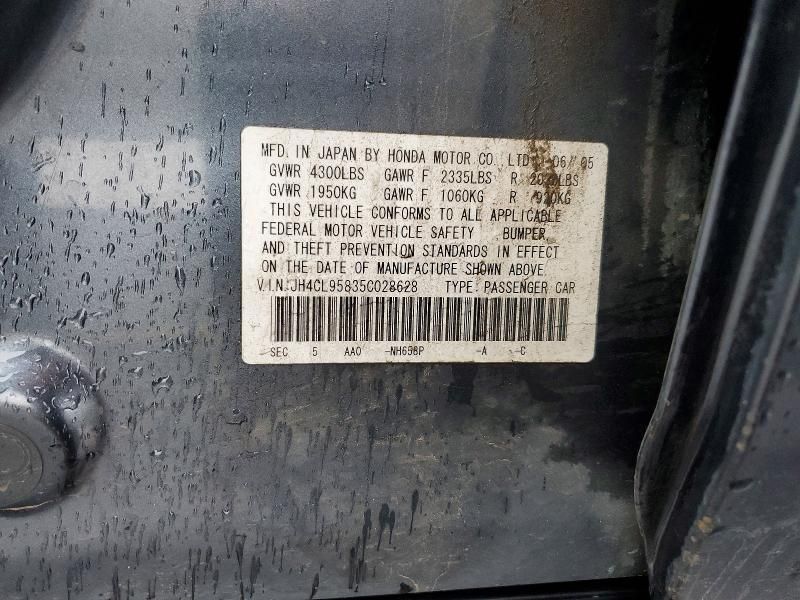 MFD. IN JAPAN BY HONDA MOTOR CO., LTD. 06/05
GVWR 4300LBS GAWR F 2335LBS R LBS
GVWR 1950KG GAWR F 1060KG R 920KG
THIS VEHICLE CONFORMS TO ALL APPLICABLE
FEDERAL MOTOR VEHICLE SAFETY BUMPER
AND THEFT PREVENTION STANDARDS IN EFFECT
ON THE DATE OF MANUFACTURE SHOWN ABOVE.
V.I.N:JH4CL95835C028628 TYPE: PASSENGER CAR
SEC 5 AAO -NH658P -A -C